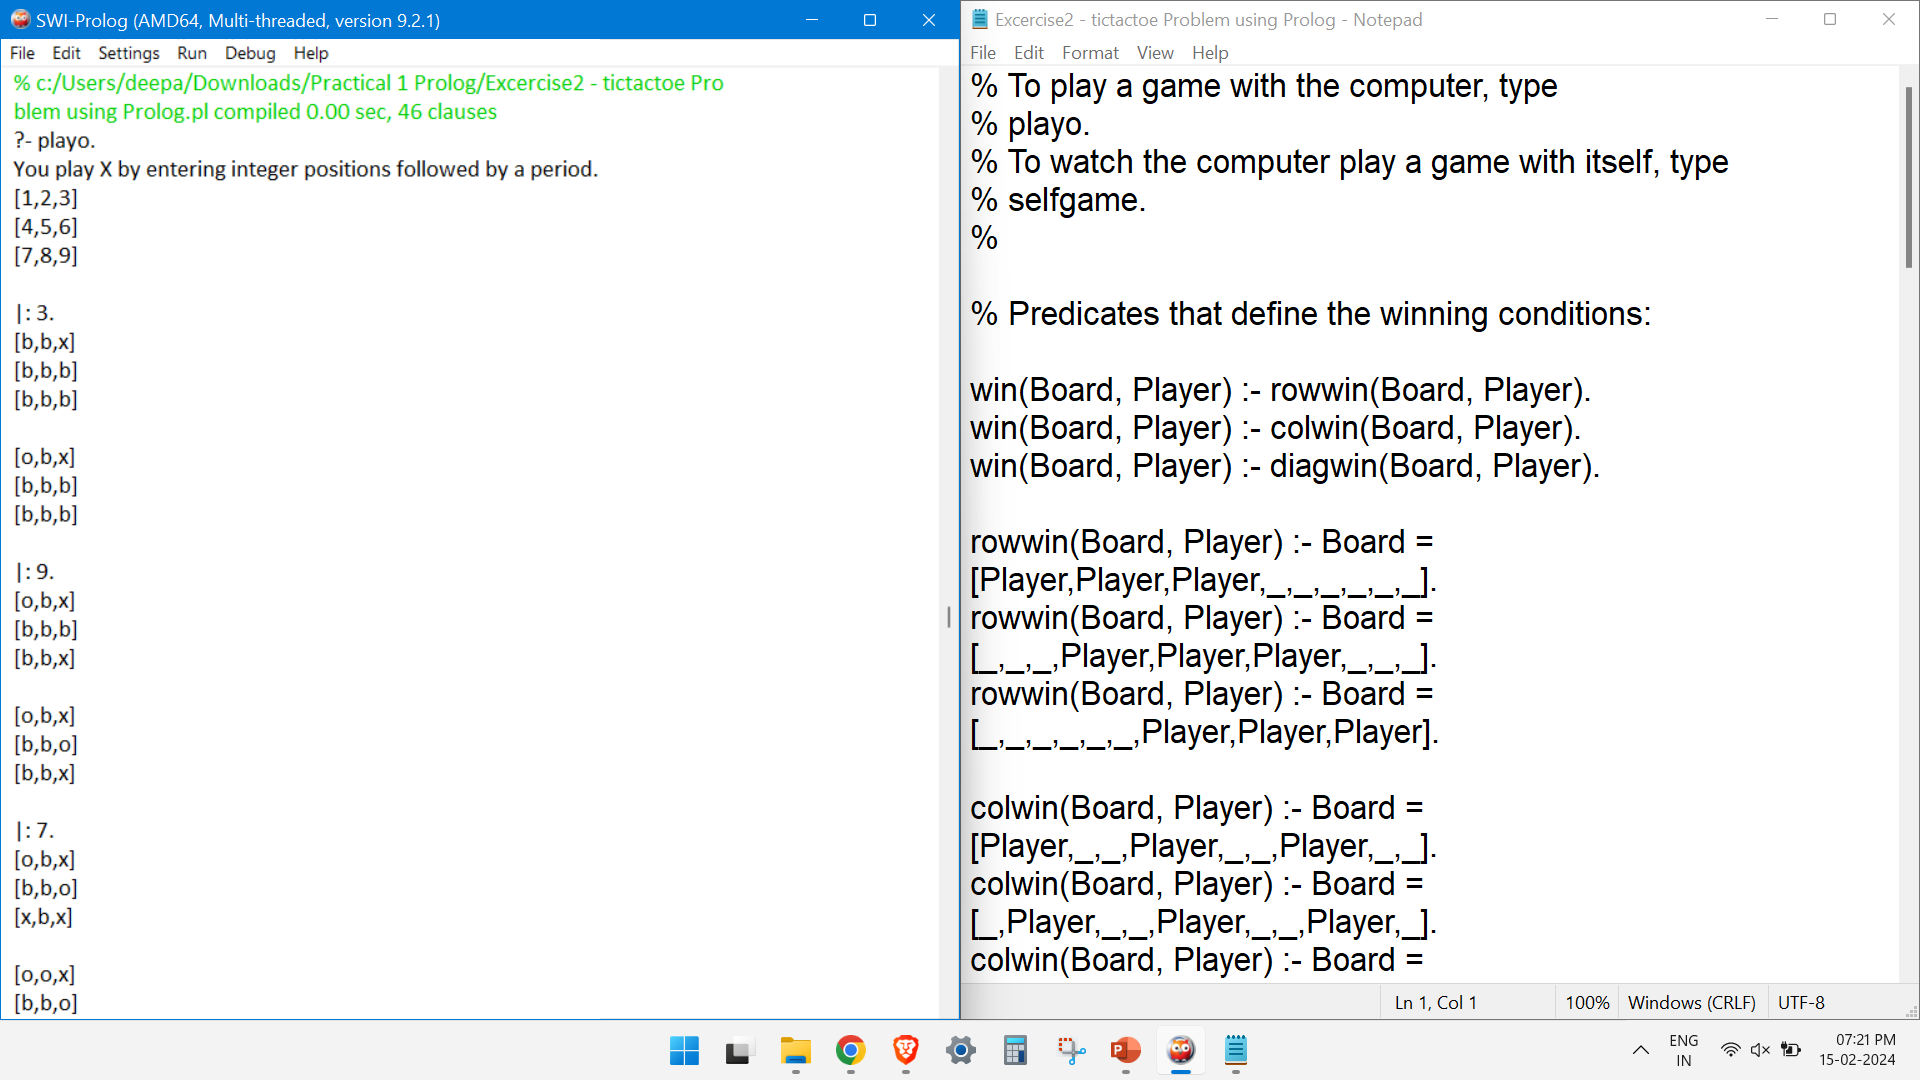 SWI-Prolog (AMD64, Multi-threaded, version 9.2.1)
File Edit Settings Run Debug Help
% c:/Users/deepa/Downloads/Practical 1 Prolog/Excercise2 - tictactoe Pro
blem using Prolog.pl compiled 0.00 sec, 46 clauses
?- playo.
You play X by entering integer positions followed by a period.
[1,2,3]
[4,5,6]
[7,8,9]
|: 3.
[b,b,x]
[b,b,b]
[b,b,b]
[o,b,x]
[b,b,b]
[b,b,b]
|: 9.
[o,b,x]
[b,b,b]
[b,b,x]
[o,b,x]
[b,b,o]
[b,b,x]
|: 7.
[o,b,x]
[b,b,o]
[x,b,x]
[o,o,x]
[b,b,o]
Excercise2 - tictactoe Problem using Prolog - Notepad
File Edit Format View Help
% To play a game with the computer, type
% playo.
% To watch the computer play a game with itself, type
% selfgame.
%
% Predicates that define the winning conditions:
win(Board, Player) :- rowwin(Board, Player).
win(Board, Player) :- colwin(Board, Player).
win(Board, Player) :- diagwin(Board, Player).
rowwin(Board, Player) :- Board =
[Player,Player,Player,_,_,_,_,_,_].
rowwin(Board, Player) :- Board =
[_,_,_,Player,Player,Player,_,_,_].
rowwin(Board, Player) :- Board =
[_,_,_,_,_,_,Player,Player,Player].
colwin(Board, Player) :- Board =
[Player,_,_,Player,_,_,Player,_,_].
colwin(Board, Player) :- Board =
[_,Player,_,_,Player,_,_,Player,_].
colwin(Board, Player) :- Board =
Ln 1, Col 1 100% Windows (CRLF) UTF-8
P
ENG
IN
07:21 PM
15-02-2024